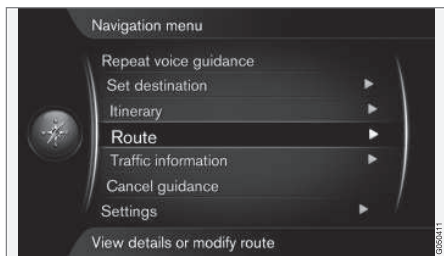 Navigation menu
Repeat voice guidance
Set destination
Itinerary
Route
Traffic information
Cancel guidance
Settings
View details or modify route
G050411